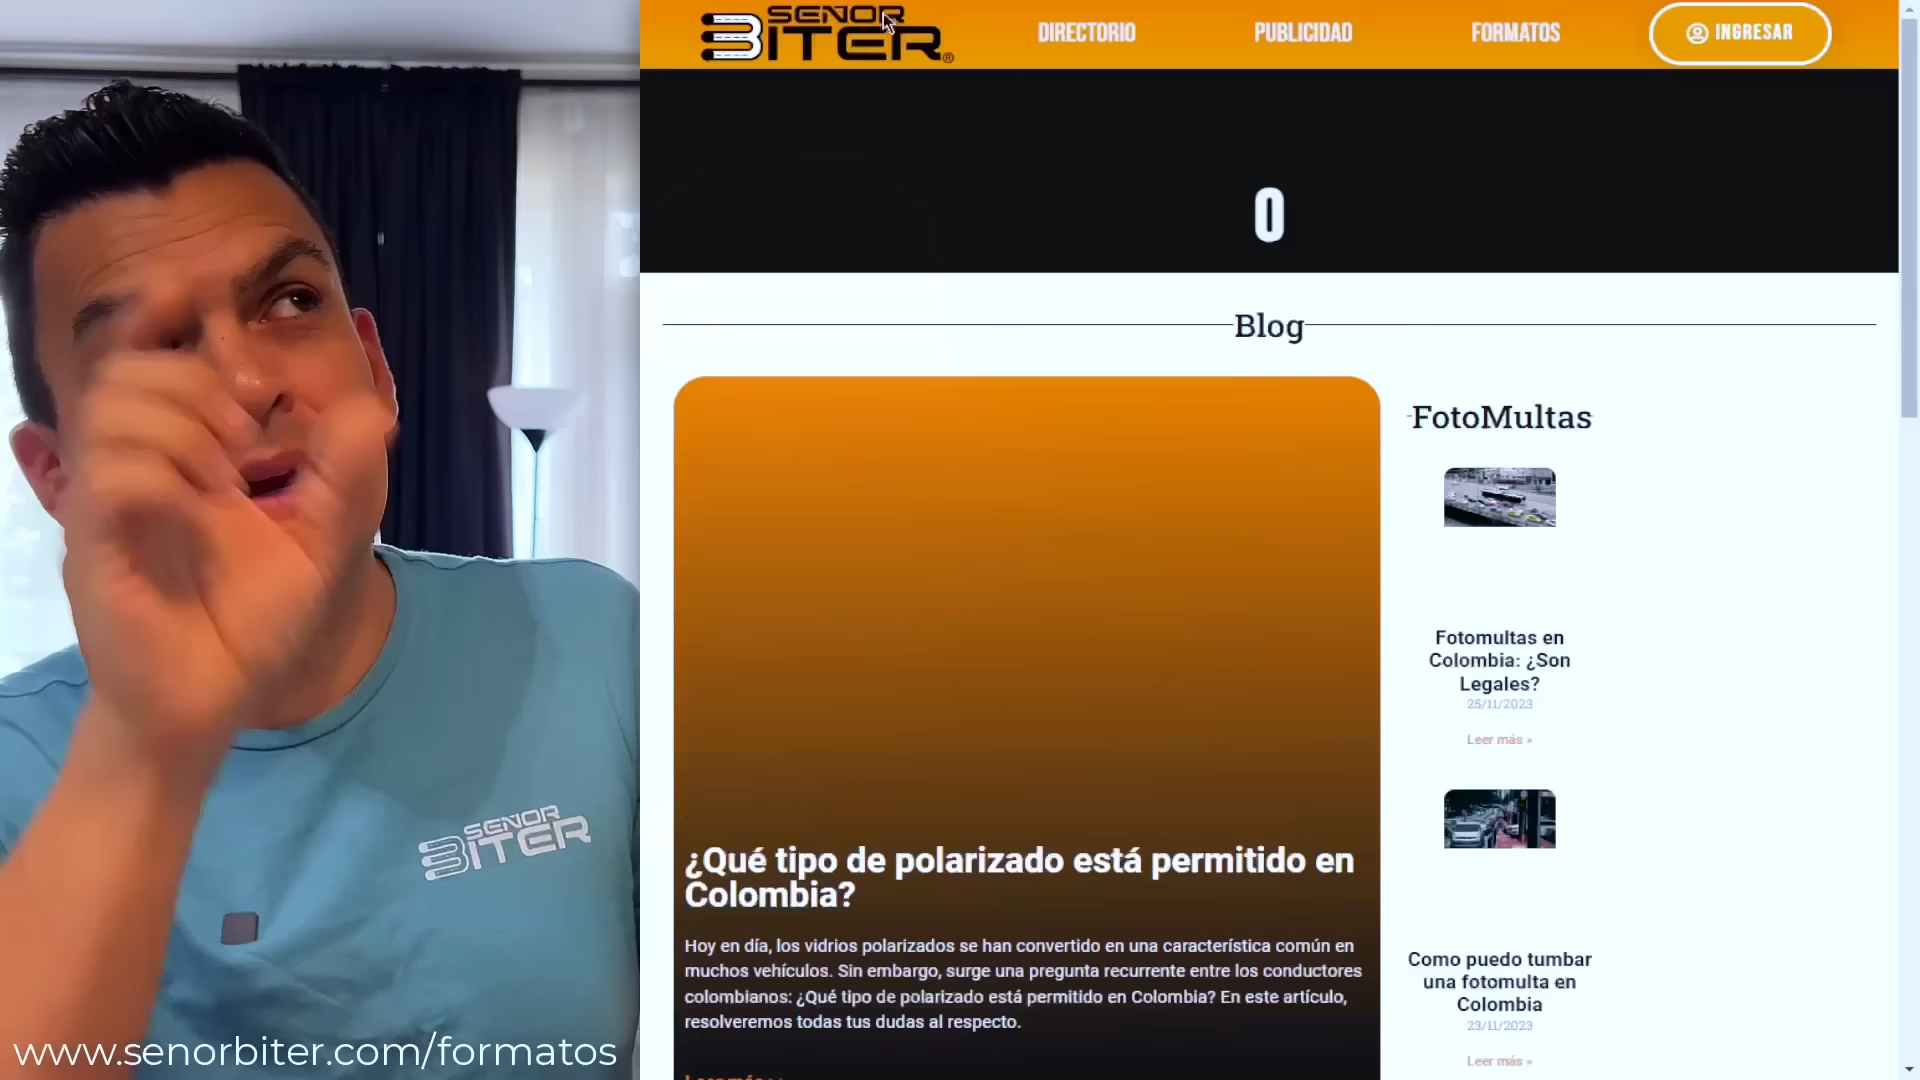 SEÑOR
BITER®
DIRECTORIO
PUBLICIDAD
FORMATOS
INGRESAR
0
Blog
FotoMultas
Fotomultas en
Colombia: ¿Son
Legales?
25/11/2023
Leer más »
¿Qué tipo de polarizado está permitido en
Colombia?
Hoy en día, los vidrios polarizados se han convertido en una característica común en
muchos vehículos. Sin embargo, surge una pregunta recurrente entre los conductores
colombianos: ¿Qué tipo de polarizado está permitido en Colombia? En este artículo,
resolveremos todas tus dudas al respecto.
Como puedo tumbar
una fotomulta en
Colombia
23/11/2023
Leer más »
SEÑOR
BITER
www.senorbiter.com/formatos